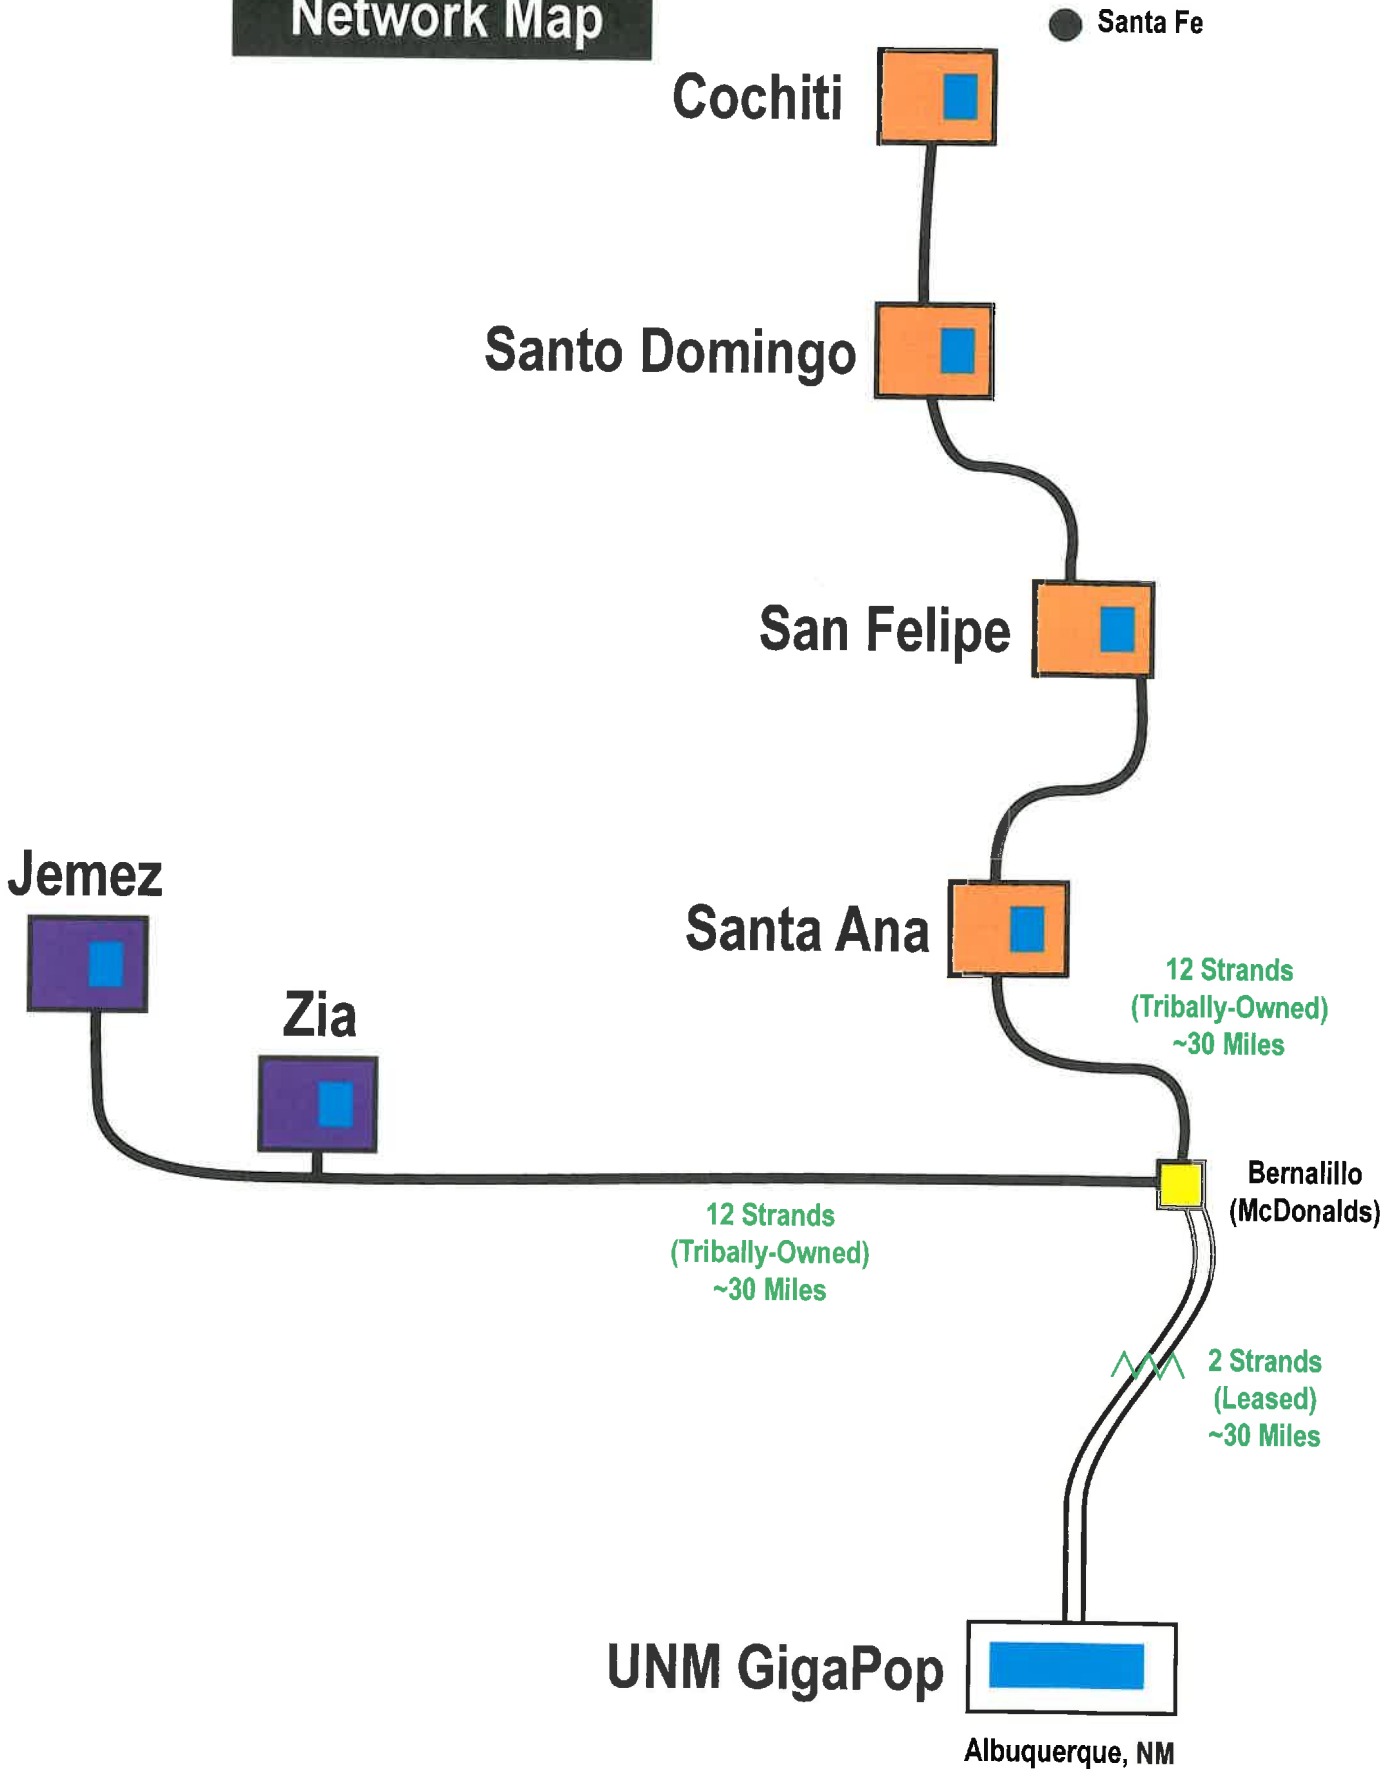 Network Map
Santa Fe
Cochiti
Santo Domingo
San Felipe
Jemez
Santa Ana
12 Strands
(Tribally-Owned)
~30 Miles
Zia
Bernalillo
(McDonalds)
12 Strands
(Tribally-Owned)
~30 Miles
2 Strands
(Leased)
~30 Miles
UNM GigaPop
Albuquerque, NM